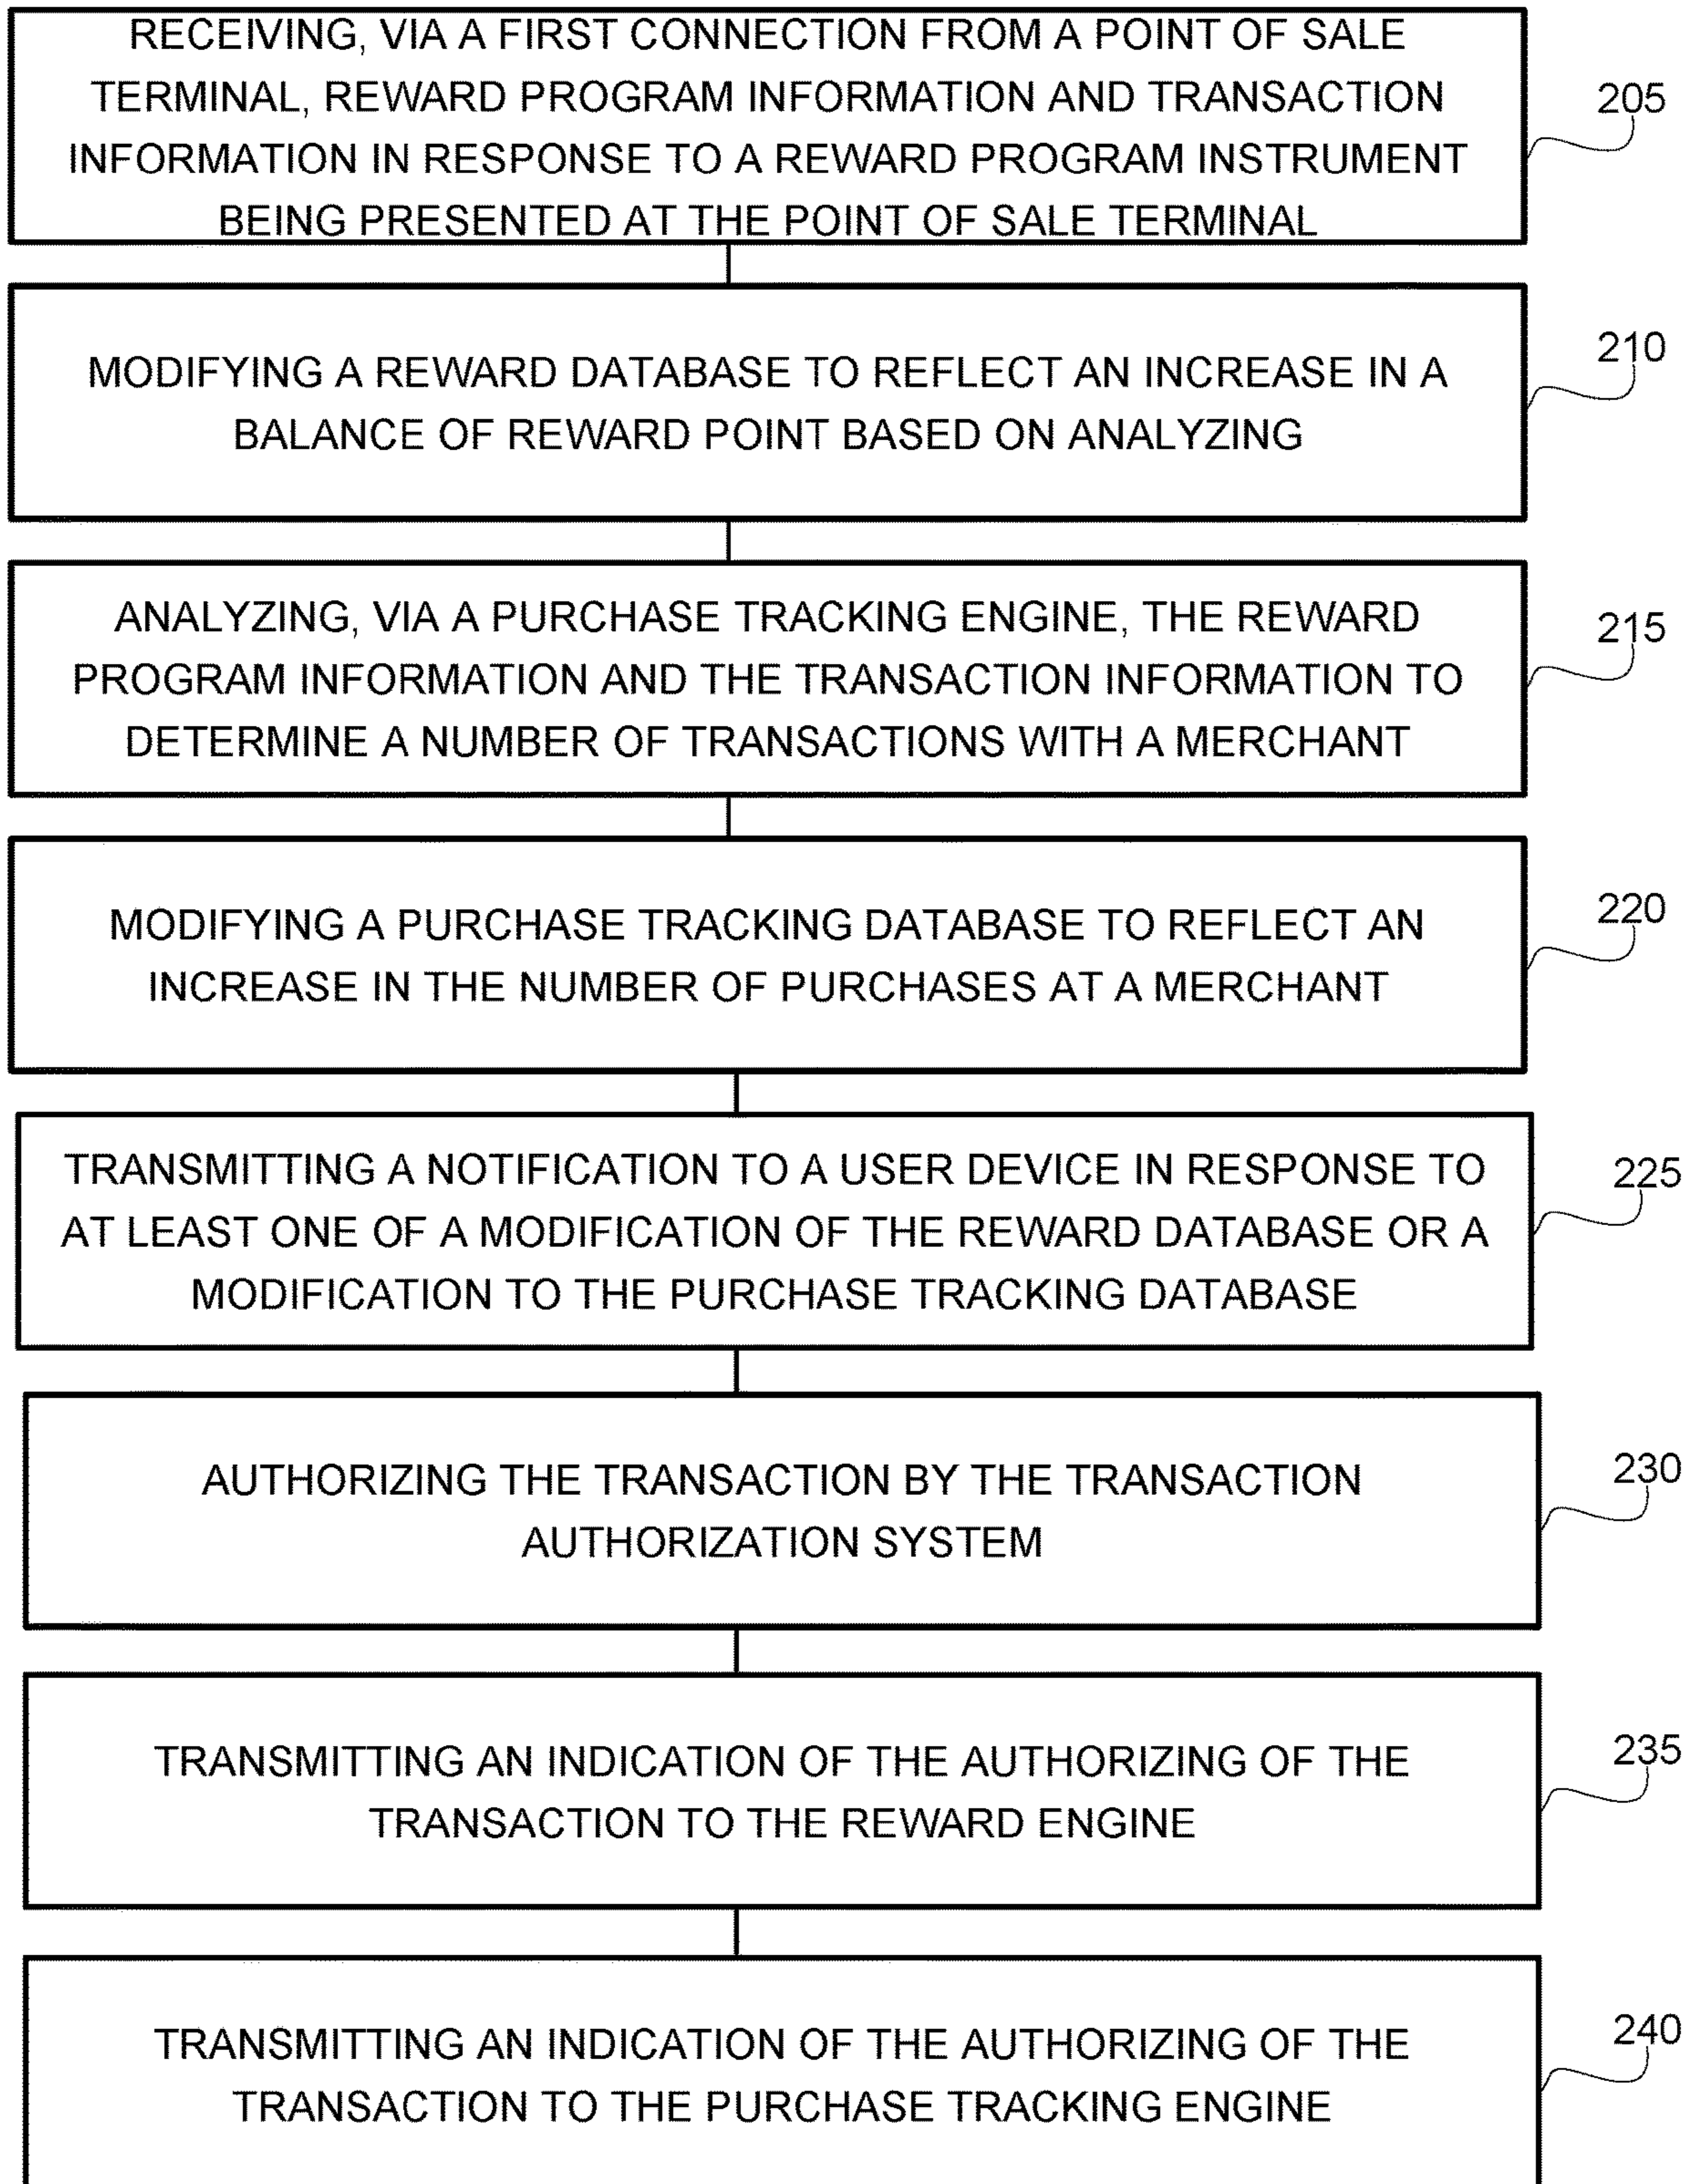 RECEIVING, VIA A FIRST CONNECTION FROM A POINT OF SALE
TERMINAL, REWARD PROGRAM INFORMATION AND TRANSACTION
INFORMATION IN RESPONSE TO A REWARD PROGRAM INSTRUMENT
BEING PRESENTED AT THE POINT OF SALE TERMINAL
205
MODIFYING A REWARD DATABASE TO REFLECT AN INCREASE IN A
BALANCE OF REWARD POINT BASED ON ANALYZING
210
ANALYZING, VIA A PURCHASE TRACKING ENGINE, THE REWARD
PROGRAM INFORMATION AND THE TRANSACTION INFORMATION TO
DETERMINE A NUMBER OF TRANSACTIONS WITH A MERCHANT
215
MODIFYING A PURCHASE TRACKING DATABASE TO REFLECT AN
INCREASE IN THE NUMBER OF PURCHASES AT A MERCHANT
220
TRANSMITTING A NOTIFICATION TO A USER DEVICE IN RESPONSE TO
AT LEAST ONE OF A MODIFICATION OF THE REWARD DATABASE OR A
MODIFICATION TO THE PURCHASE TRACKING DATABASE
225
AUTHORIZING THE TRANSACTION BY THE TRANSACTION
AUTHORIZATION SYSTEM
230
TRANSMITTING AN INDICATION OF THE AUTHORIZING OF THE
TRANSACTION TO THE REWARD ENGINE
235
TRANSMITTING AN INDICATION OF THE AUTHORIZING OF THE
TRANSACTION TO THE PURCHASE TRACKING ENGINE
240